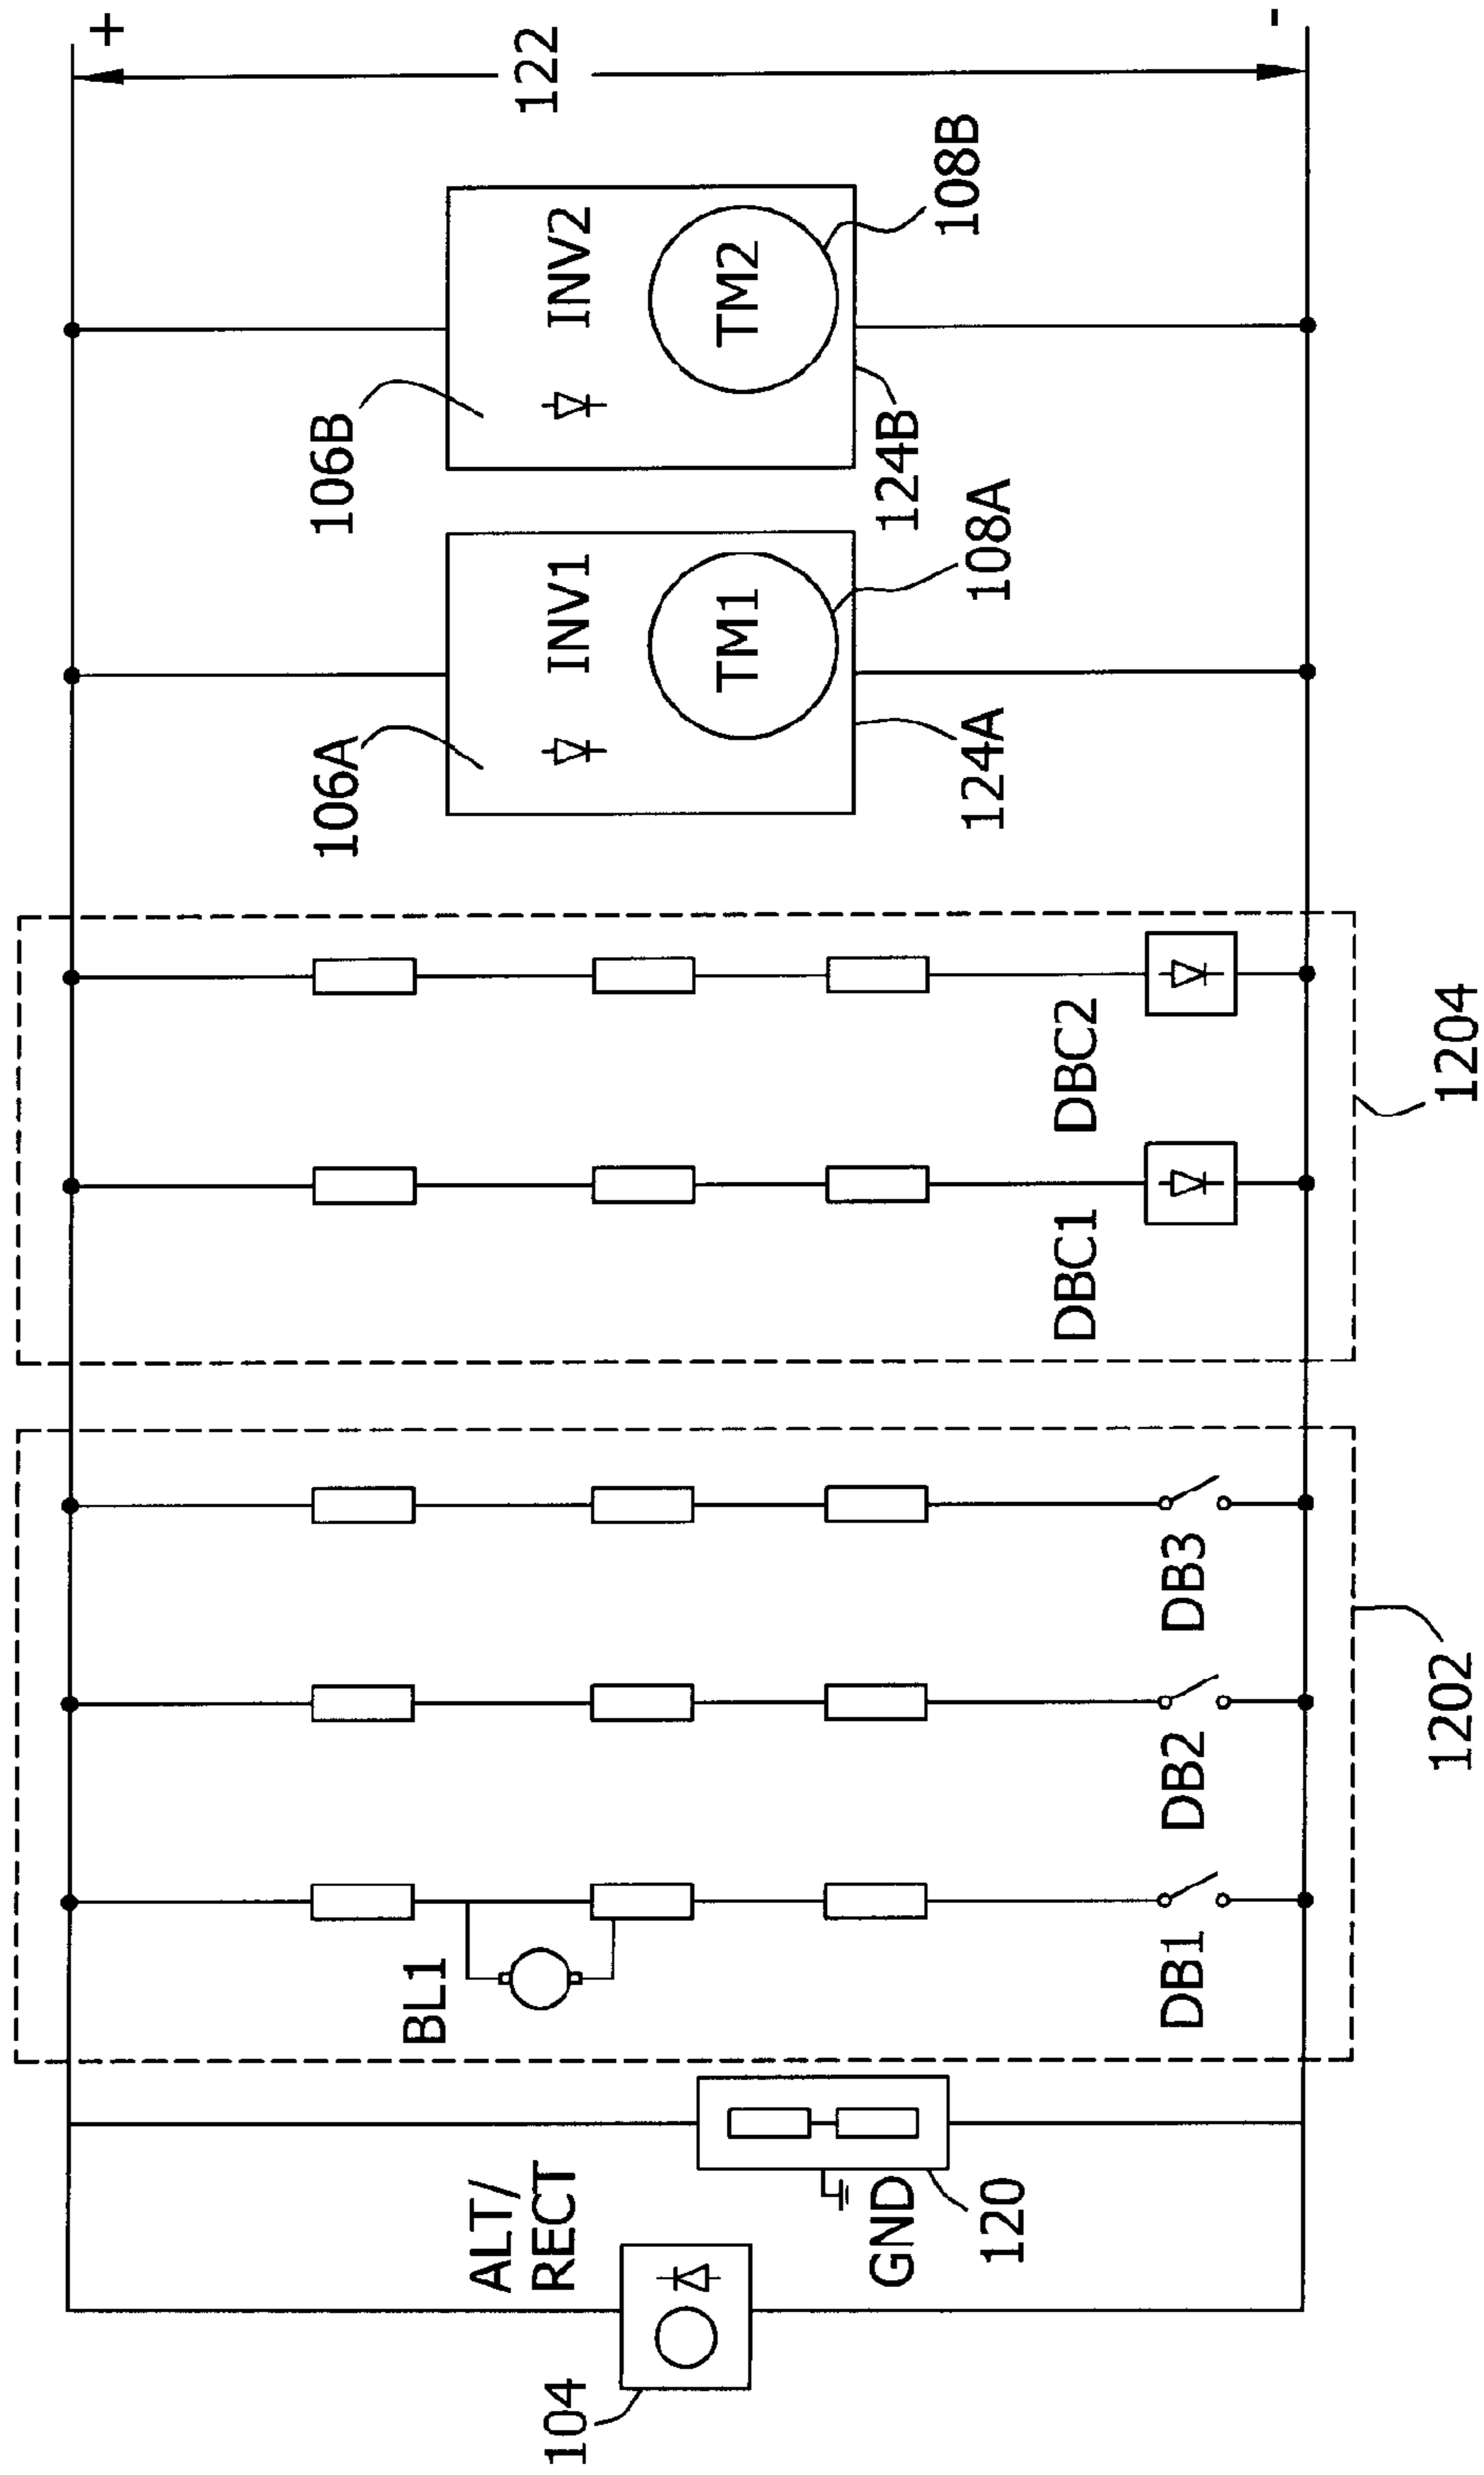 104
ALT/
RECT
GND
120
BL1
DB1
DB2
DB3
1202
DBC1
DBC2
1204
106A
INV1
TM1
124A
108A
106B
INV2
TM2
124B
108B
122
+
-